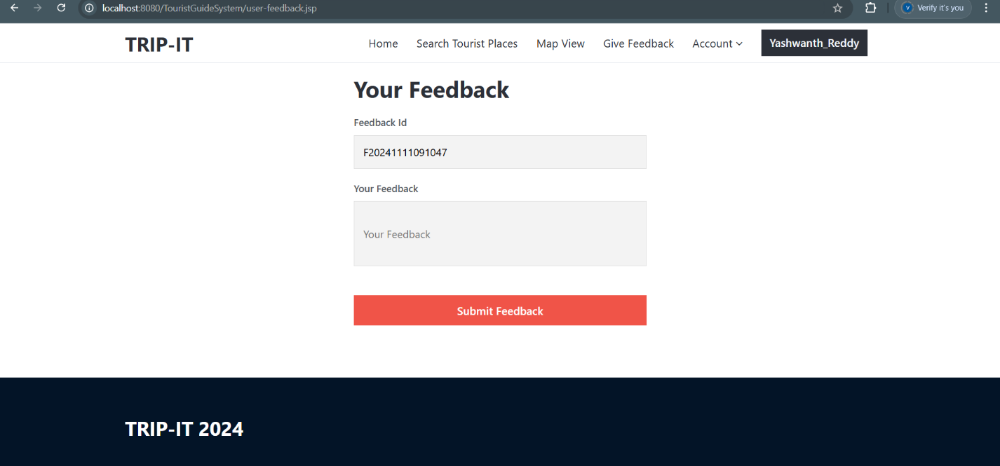 localhost:8080/TouristGuideSystem/user-feedback.jsp
V Verify it's you
TRIP-IT Home Search Tourist Places Map View Give Feedback Account Yashwanth_Reddy
Your Feedback
Feedback Id
F20241111091047
Your Feedback
Your Feedback
Submit Feedback
TRIP-IT 2024